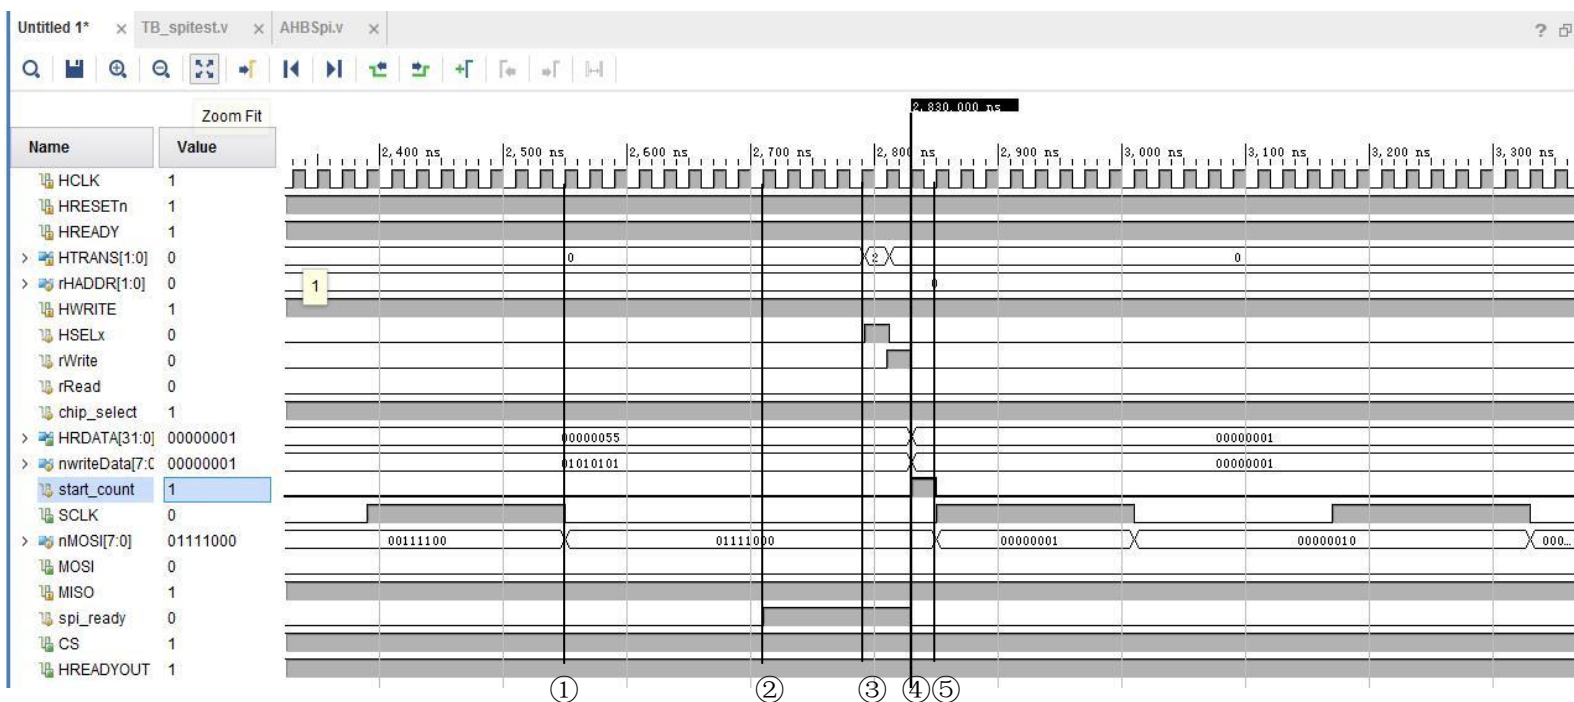 Untitled 1* × TB_spitest.v × AHBSpi.v × ?
2,830.000 ns
Zoom Fit
Name Value
2,400 ns 2,500 ns 2,600 ns 2,700 ns 2,800 ns 2,900 ns 3,000 ns 3,100 ns 3,200 ns 3,300 ns
HCLK 1
HRESETn 1
HREADY 1
HTRANS[1:0] 0 0 2 0
rHADDR[1:0] 0 0
1
HWRITE 1
HSELx 0
rWrite 0
rRead 0
chip_select 1
HRDATA[31:0] 00000001 00000055 00000001
nwriteData[7:0 00000001 01010101 00000001
start_count 1
SCLK 0
nMOSI[7:0] 01111000 00111100 01111000 00000001 00000010 000...
MOSI 0
MISO 1
spi_ready 0
CS 1
HREADYOUT 1
① ② ③ ④ ⑤